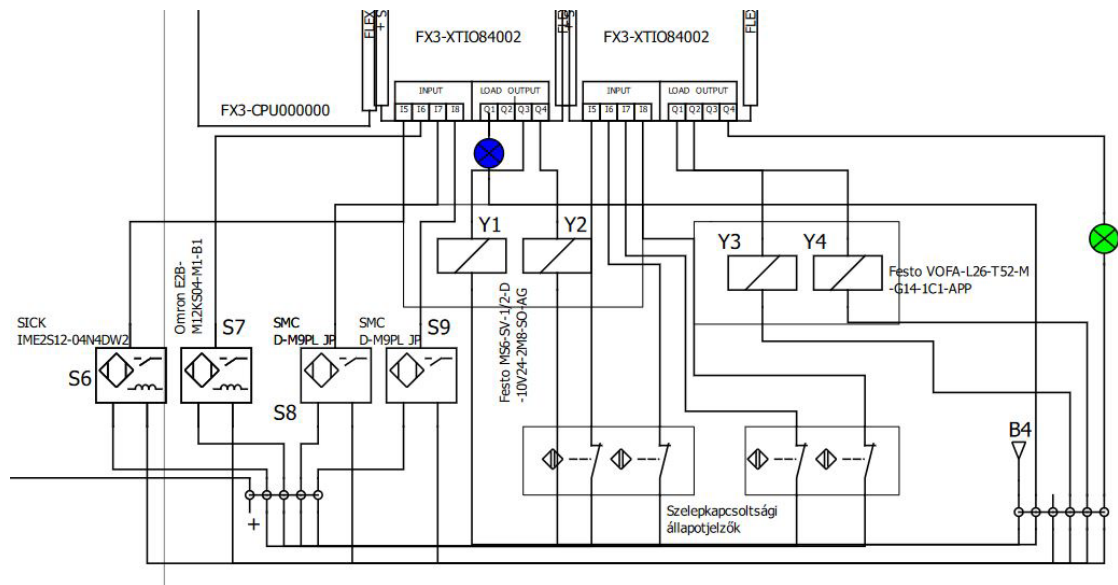 FX3-XTIO84002
FX3-XTIO84002
FX3-CPU000000
INPUT
LOAD OUTPUT
INPUT
LOAD OUTPUT
I5 I6 I7 I8 Q1 Q2 Q3 Q4
I5 I6 I7 I8 Q1 Q2 Q3 Q4
Y1
Y2
Y3
Y4
Omron E2B-
M12KS04-M1-B1
Festo VOFA-L26-T52-M
-G14-1C1-APP
SICK
IME2S12-04N4DW2
S7
SMC
D-M9PL JP
SMC
D-M9PL JP
S9
Festo MS6-SV-1/2-D
-10V24-2M8-SO-AG
S6
S8
B4
Szelepkapcsoltsági
állapotjelzők
+